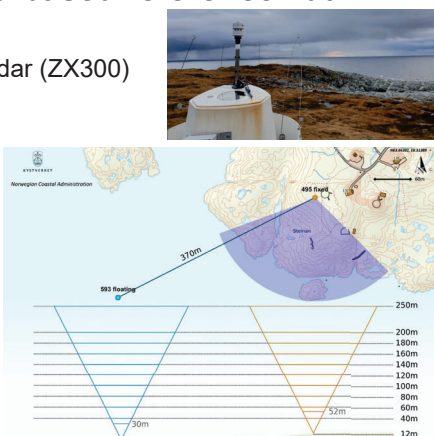 dar (ZX300)
KYSTVERKET
Norwegian Coastal Administration
60m
495 fixed
Steinan
370m
593 floating
250m
200m
180m
160m
140m
120m
100m
80m
60m
40m
12m
30m
52m